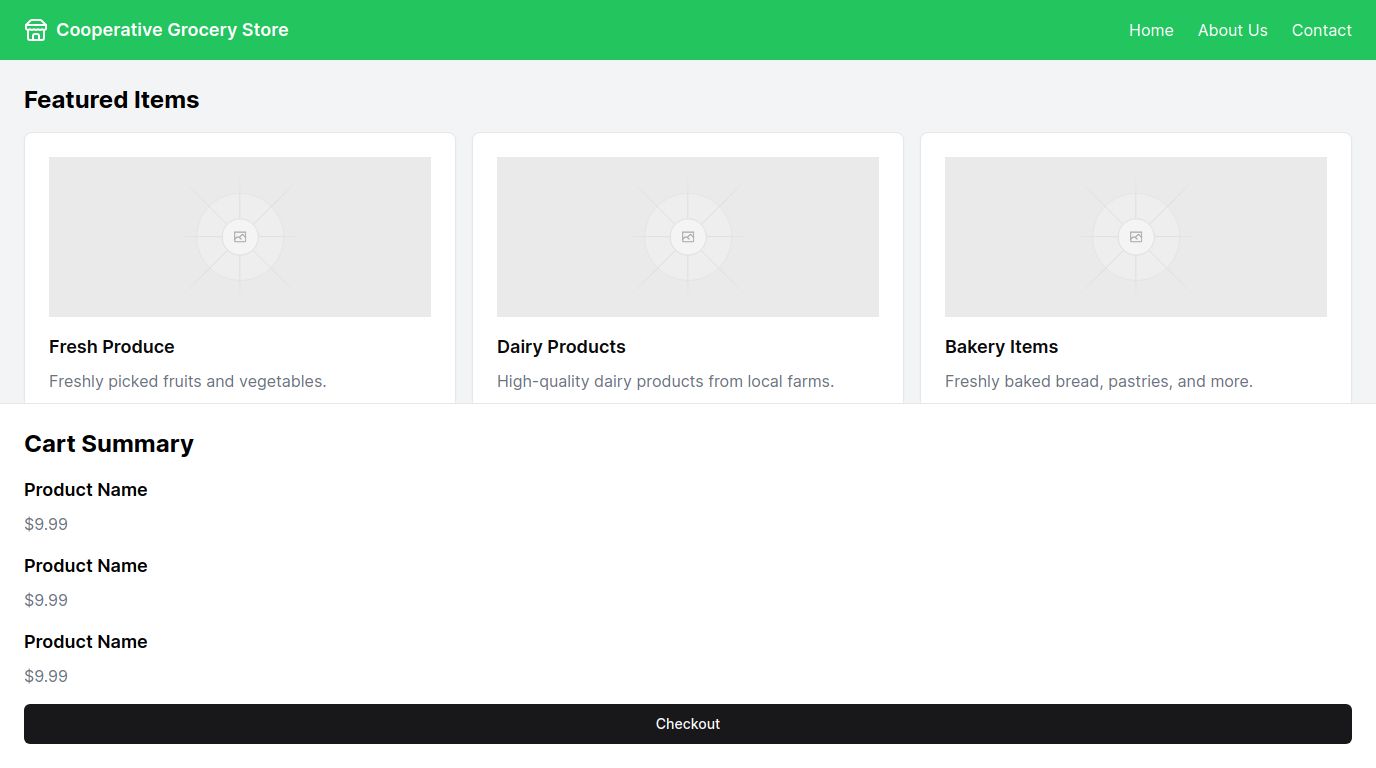 Cooperative Grocery Store
Home
About Us
Contact
Featured Items
Fresh Produce
Freshly picked fruits and vegetables.
Dairy Products
High-quality dairy products from local farms.
Bakery Items
Freshly baked bread, pastries, and more.
Cart Summary
Product Name
$9.99
Product Name
$9.99
Product Name
$9.99
Checkout